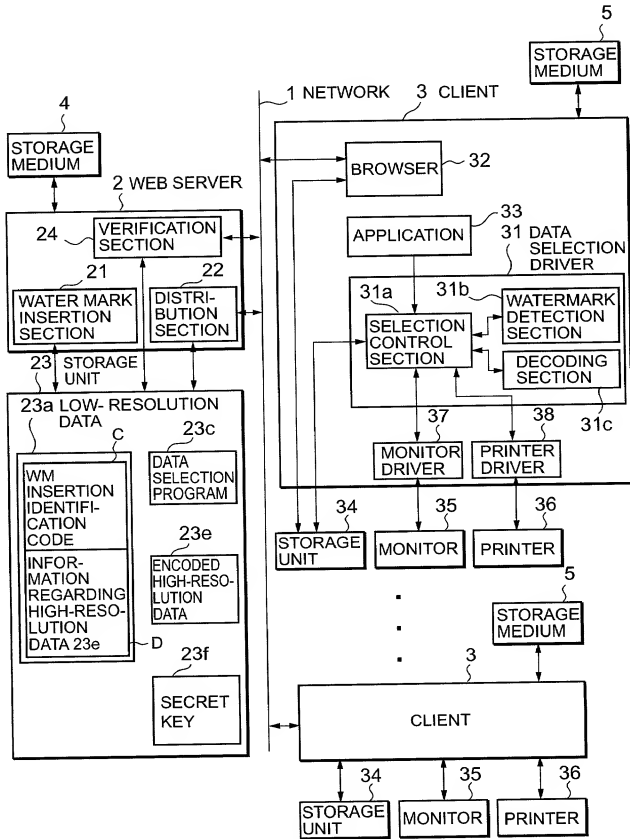 5
STORAGE
MEDIUM
1 NETWORK
3 CLIENT
4
STORAGE
MEDIUM
BROWSER
32
2 WEB SERVER
24
VERIFICATION
SECTION
APPLICATION
33
31 DATA
SELECTION
DRIVER
21
22
WATER MARK
INSERTION
SECTION
DISTRI-
BUTION
SECTION
31a
SELECTION
CONTROL
SECTION
31b
WATERMARK
DETECTION
SECTION
DECODING
SECTION
31c
23
STORAGE
UNIT
23a LOW-RESOLUTION
DATA
C
WM
INSERTION
IDENTIFI-
CATION
CODE
INFOR-
MATION
REGARDING
HIGH-RESO-
LUTION
DATA 23e
D
23c
DATA
SELECTION
PROGRAM
23e
ENCODED
HIGH-RESO-
LUTION
DATA
23f
SECRET
KEY
37
MONITOR
DRIVER
38
PRINTER
DRIVER
34
STORAGE
UNIT
35
MONITOR
36
PRINTER
5
STORAGE
MEDIUM
3
CLIENT
34
STORAGE
UNIT
35
MONITOR
36
PRINTER